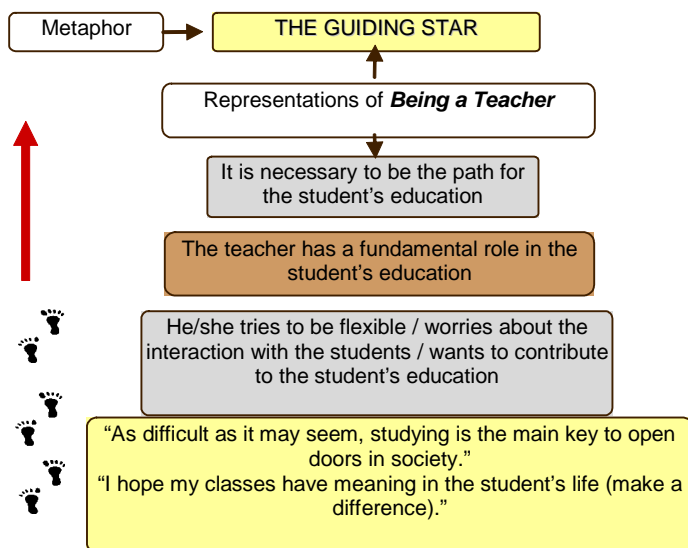 Metaphor
THE GUIDING STAR
Representations of Being a Teacher
It is necessary to be the path for
the student’s education
The teacher has a fundamental role in the
student’s education
He/she tries to be flexible / worries about the
interaction with the students / wants to contribute
to the student’s education
“As difficult as it may seem, studying is the main key to open
doors in society.”
“I hope my classes have meaning in the student’s life (make a
difference).”